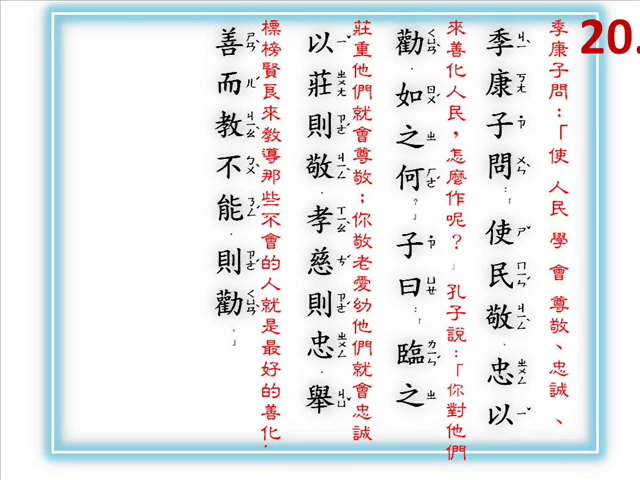 20.
季康子問：「使人民學會尊敬、忠誠、
季康子問：「使民敬、忠以
來善化人民，怎麼作呢？」孔子說：「你對他們
勸，如之何？」子曰：「臨之
莊重他們就會尊敬；你敬老愛幼他們就會忠誠
以莊則敬，孝慈則忠，舉
標榜賢良來教導那些不會的人就是最好的善化.
善而教不能，則勸。」